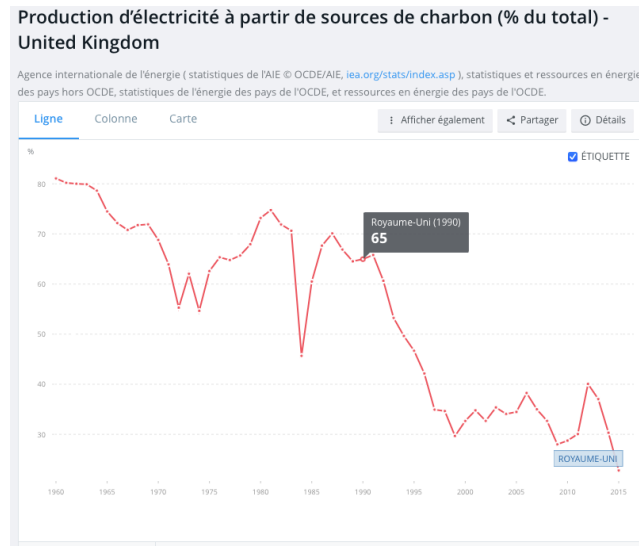 Production d’électricité à partir de sources de charbon (% du total) -
United Kingdom
Agence internationale de l'énergie ( statistiques de l'AIE © OCDE/AIE, iea.org/stats/index.asp ), statistiques et ressources en énergie
des pays hors OCDE, statistiques de l'énergie des pays de l'OCDE, et ressources en énergie des pays de l'OCDE.
Ligne Colonne Carte Afficher également Partager Détails
%
ÉTIQUETTE
80
Royaume-Uni (1990)
65
70
60
50
40
30
ROYAUME-UNI
1960 1965 1970 1975 1980 1985 1990 1995 2000 2005 2010 2015